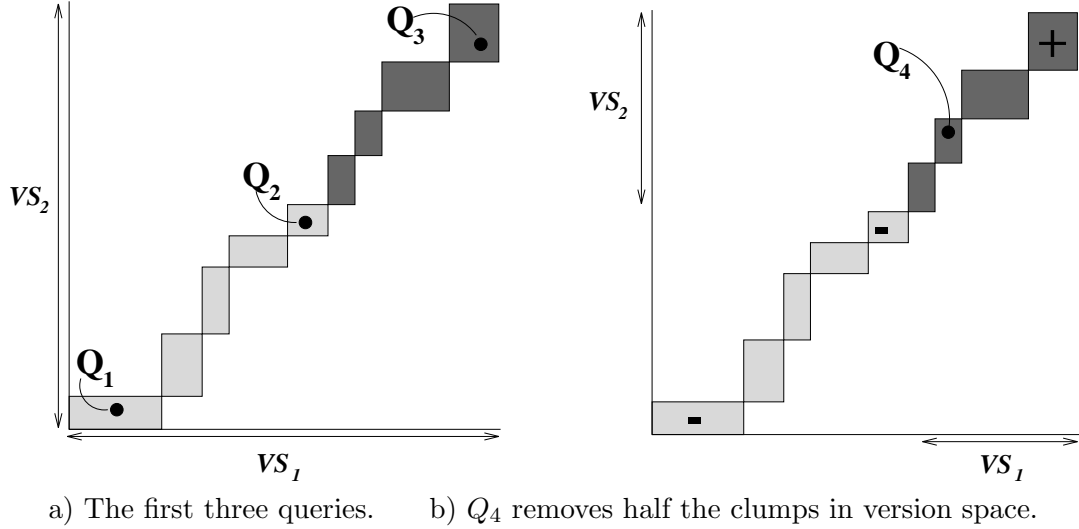 Q3
Q4
+
VS2
VS2
Q2
-
Q1
-
VS1
VS1
a) The first three queries. b) Q4 removes half the clumps in version space.